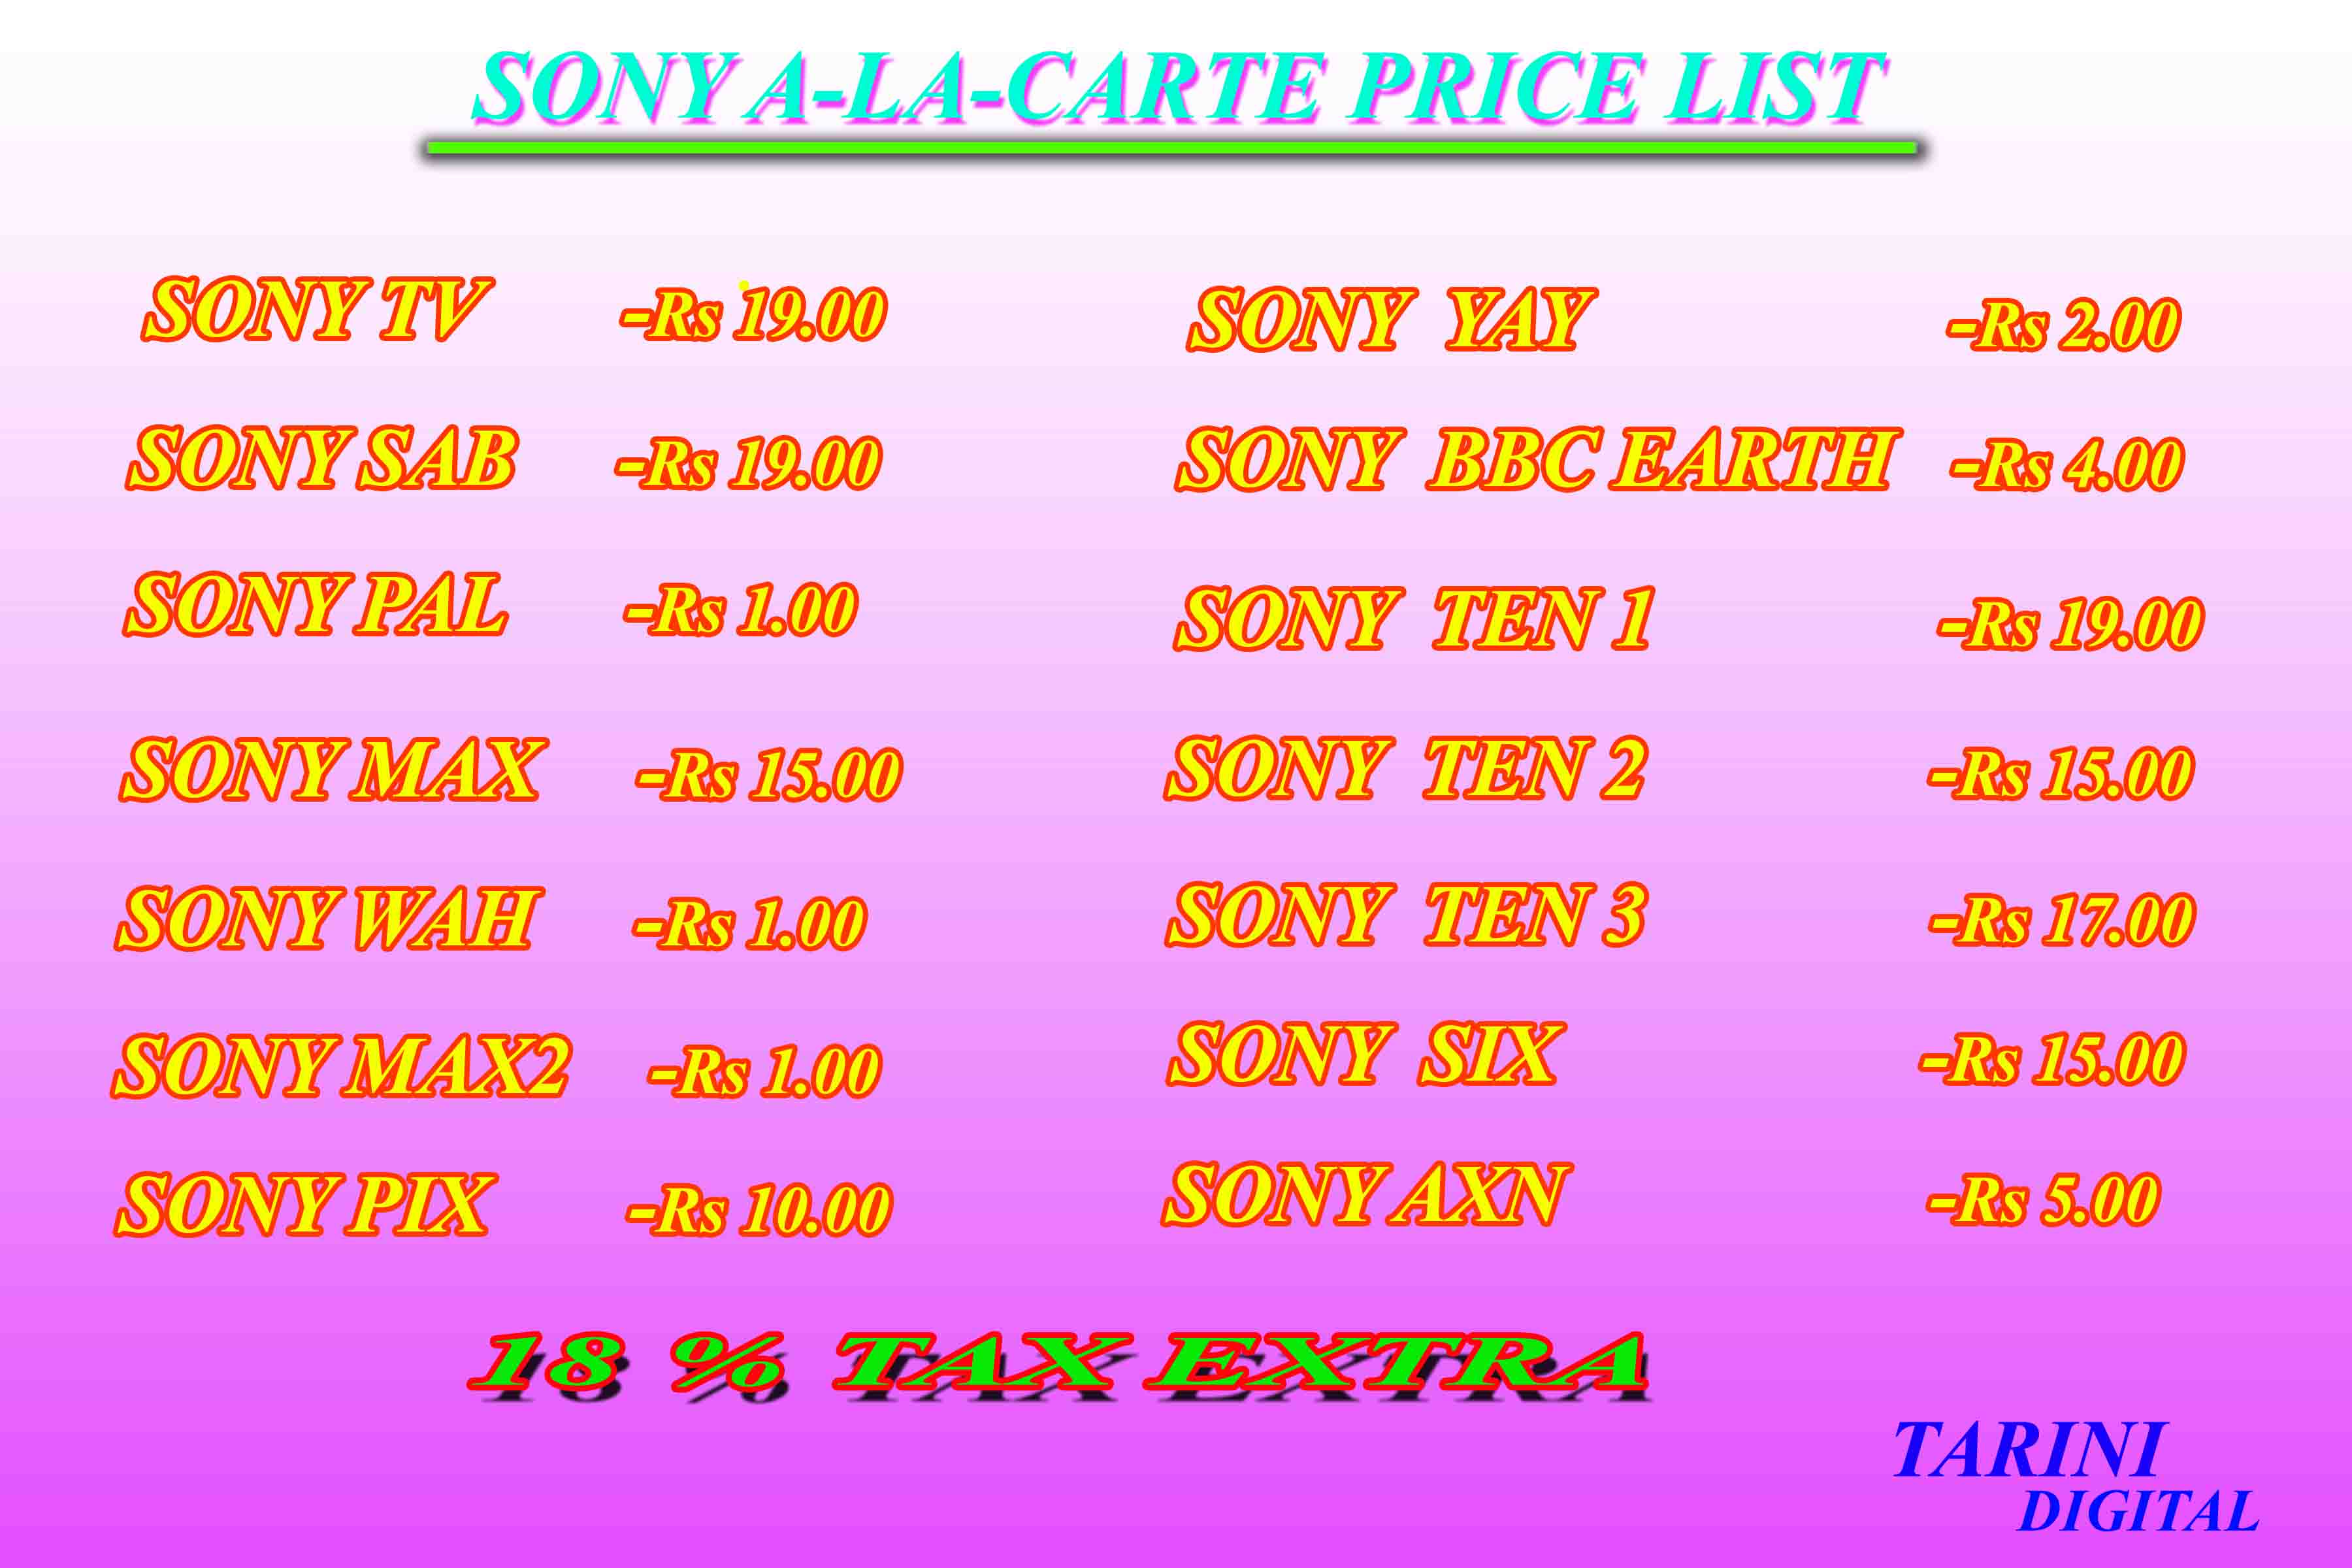 SONY A-LA-CARTE PRICE LIST
SONY TV -Rs 19.00
SONY SAB -Rs 19.00
SONY PAL -Rs 1.00
SONY MAX -Rs 15.00
SONY WAH -Rs 1.00
SONY MAX2 -Rs 1.00
SONY PIX -Rs 10.00
SONY YAY -Rs 2.00
SONY BBC EARTH -Rs 4.00
SONY TEN 1 -Rs 19.00
SONY TEN 2 -Rs 15.00
SONY TEN 3 -Rs 17.00
SONY SIX -Rs 15.00
SONY AXN -Rs 5.00
18 % TAX EXTRA
TARINI
DIGITAL